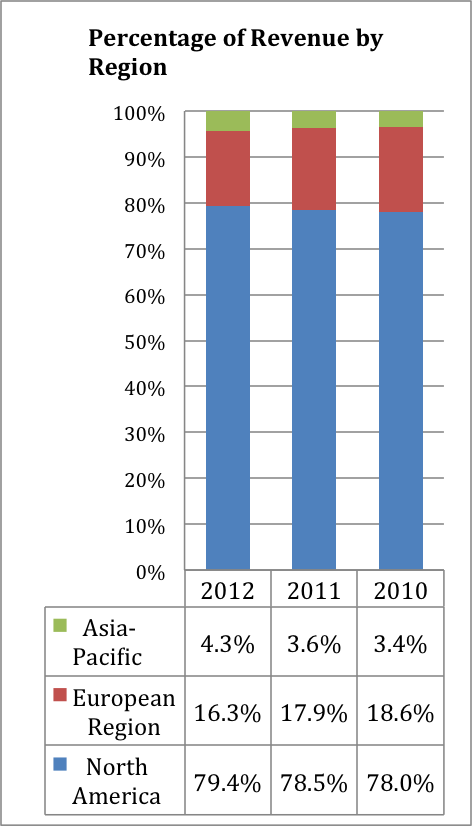 Percentage of Revenue by
Region
100%
90%
80%
70%
60%
50%
40%
30%
20%
10%
0%
2012 2011 2010
Asia-
Pacific 4.3% 3.6% 3.4%
European
Region 16.3% 17.9% 18.6%
North
America 79.4% 78.5% 78.0%